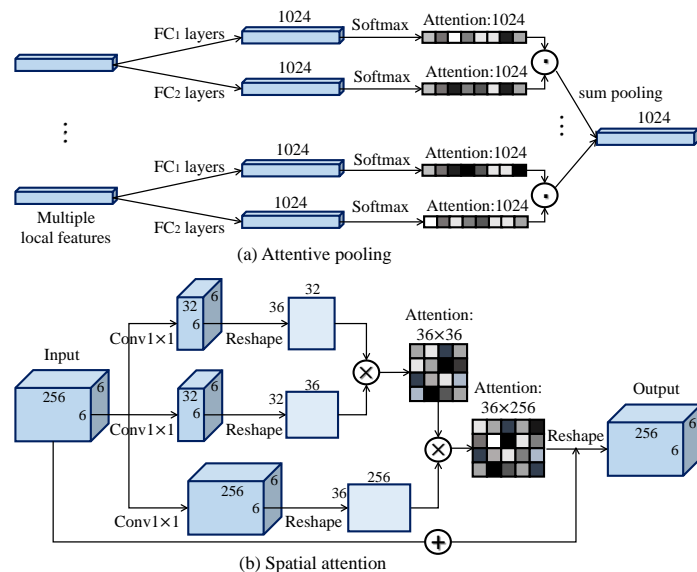 1024
FC1 layers
Softmax
Attention:1024
1024
FC2 layers
Softmax
Attention:1024
sum pooling
1024
...
...
1024
FC1 layers
Softmax
Attention:1024
1024
FC2 layers
Softmax
Attention:1024
Multiple
local features
(a) Attentive pooling
Input
256
6
6
Conv1×1
32
6
6
Reshape
36
32
Conv1×1
32
6
6
Reshape
32
36
Conv1×1
256
6
6
Reshape
36
256
Attention:
36×36
Attention:
36×256
Reshape
Output
256
6
6
(b) Spatial attention